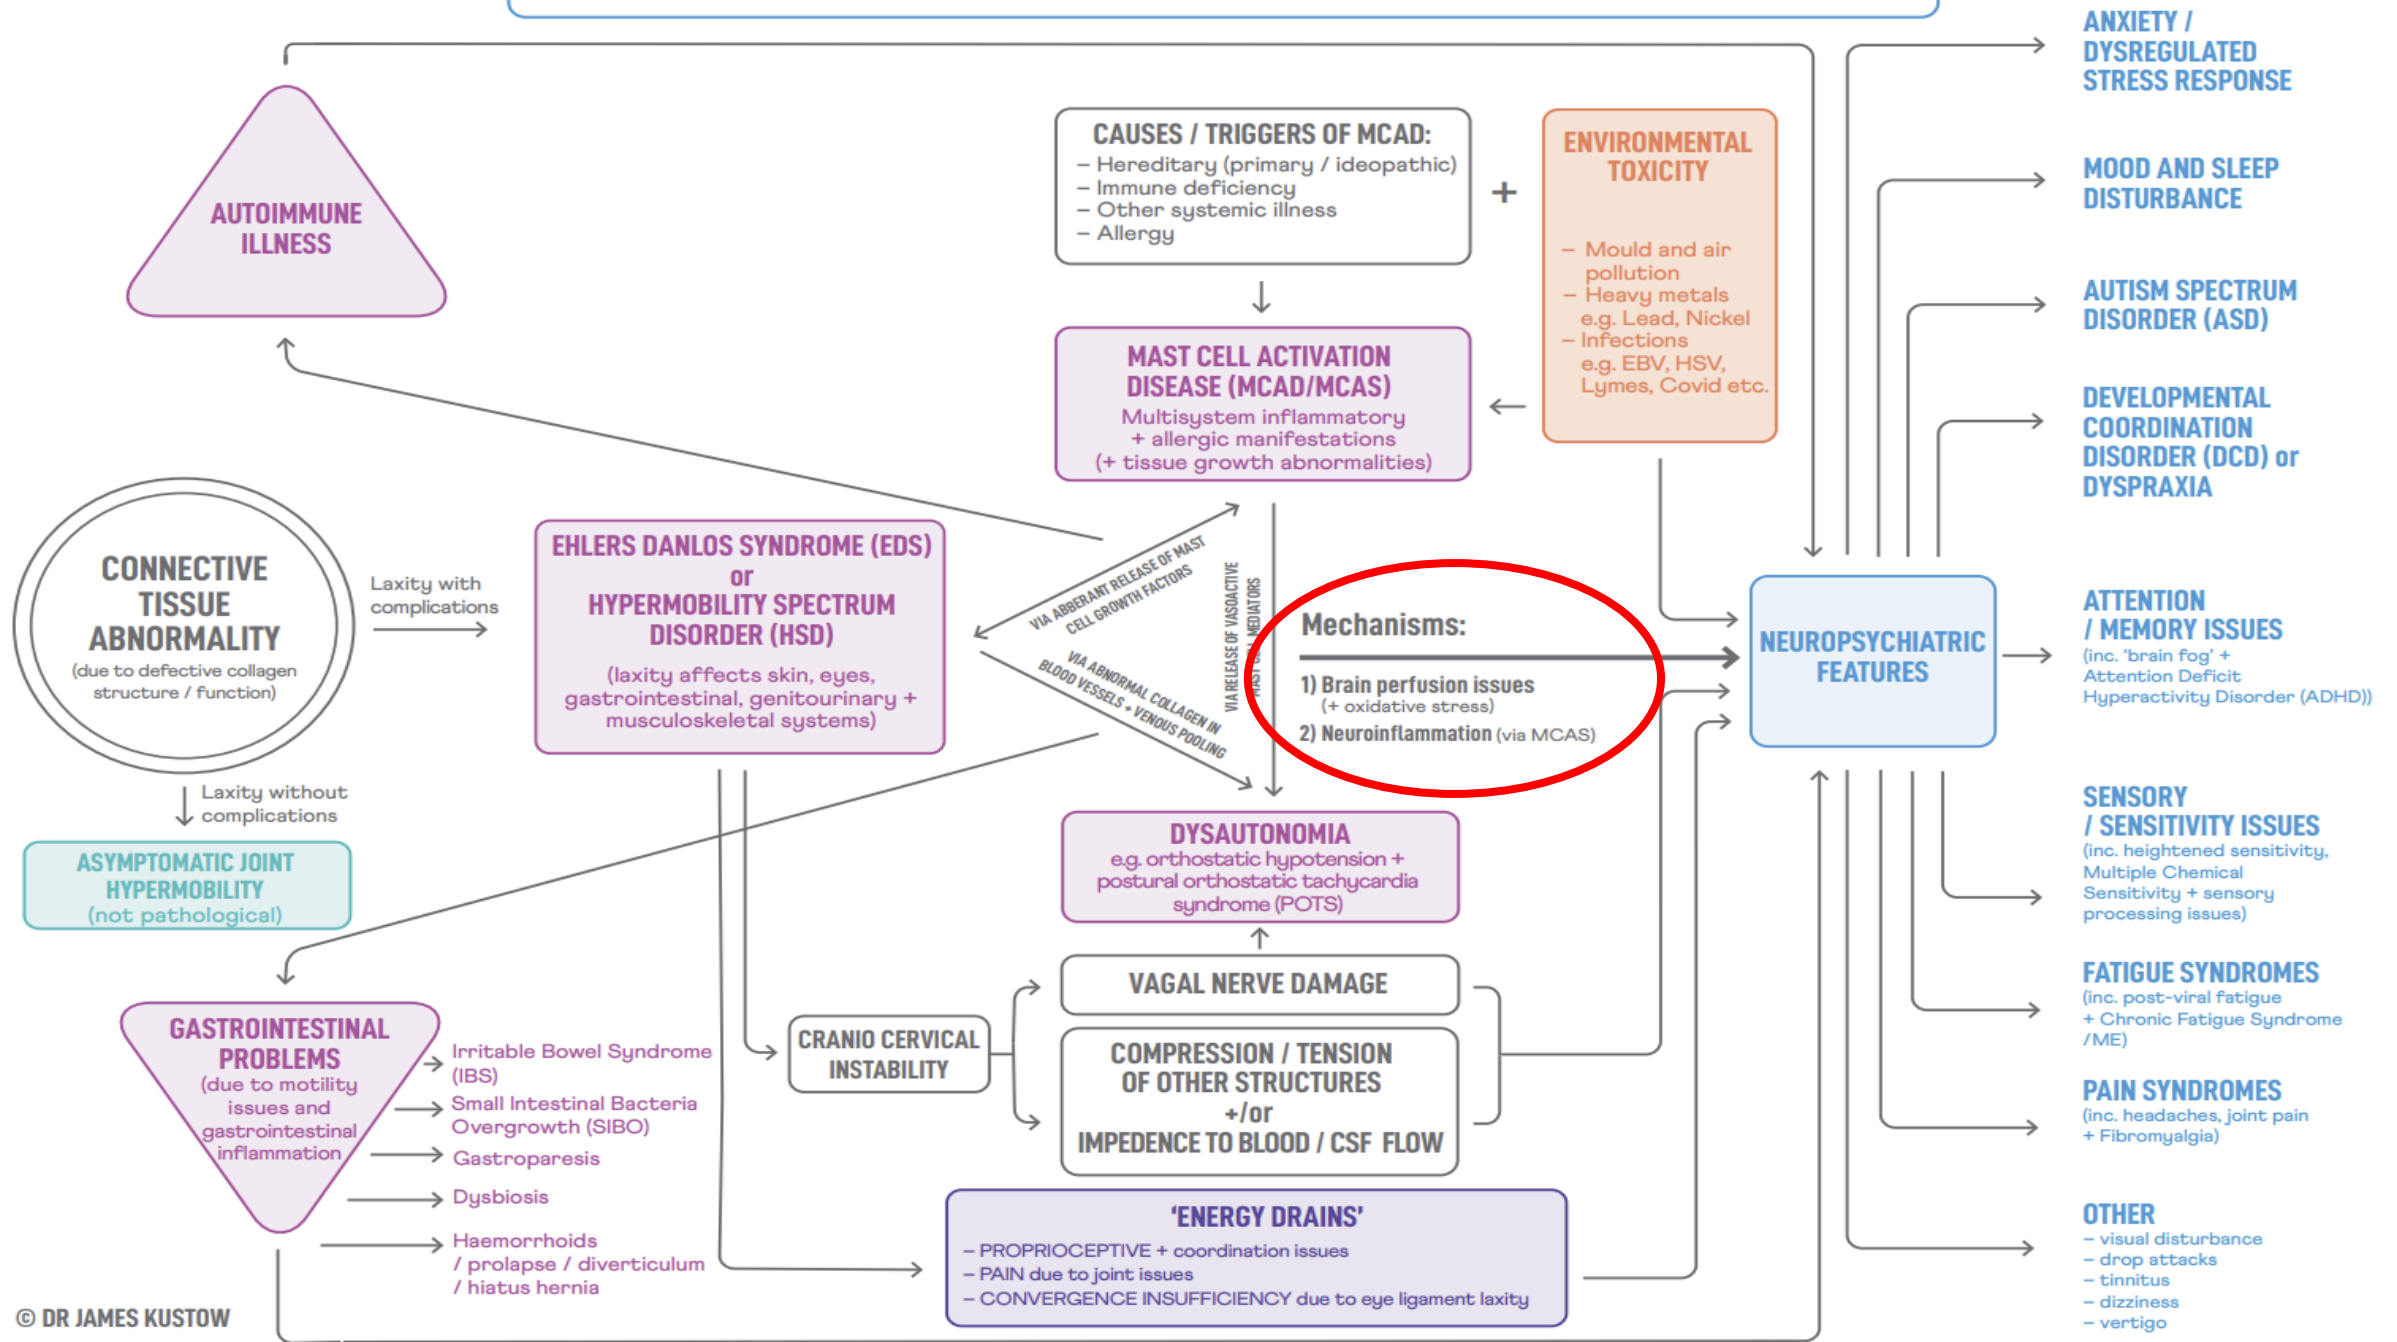 AUTOIMMUNE
ILLNESS
CAUSES / TRIGGERS OF MCAD:
– Hereditary (primary / ideopathic)
– Immune deficiency
– Other systemic illness
– Allergy
+
ENVIRONMENTAL
TOXICITY
– Mould and air
pollution
– Heavy metals
e.g. Lead, Nickel
– Infections
e.g. EBV, HSV,
Lymes, Covid etc.
MAST CELL ACTIVATION
DISEASE (MCAD/MCAS)
Multisystem inflammatory
+ allergic manifestations
(+ tissue growth abnormalities)
CONNECTIVE
TISSUE
ABNORMALITY
(due to defective collagen
structure / function)
Laxity with
complications
Laxity without
complications
ASYMPTOMATIC JOINT
HYPERMOBILITY
(not pathological)
EHLERS DANLOS SYNDROME (EDS)
or
HYPERMOBILITY SPECTRUM
DISORDER (HSD)
(laxity affects skin, eyes,
gastrointestinal, genitourinary +
musculoskeletal systems)
VIA ABBERANT RELEASE OF MAST
CELL GROWTH FACTORS
VIA ABNORMAL COLLAGEN IN
BLOOD VESSELS + VENOUS POOLING
VIA RELEASE OF VASOACTIVE
MAST CELL MEDIATORS
Mechanisms:
1) Brain perfusion issues
(+ oxidative stress)
2) Neuroinflammation (via MCAS)
DYSAUTONOMIA
e.g. orthostatic hypotension +
postural orthostatic tachycardia
syndrome (POTS)
VAGAL NERVE DAMAGE
CRANIO CERVICAL
INSTABILITY
COMPRESSION / TENSION
OF OTHER STRUCTURES
+/or
IMPEDENCE TO BLOOD / CSF FLOW
'ENERGY DRAINS'
– PROPRIOCEPTIVE + coordination issues
– PAIN due to joint issues
– CONVERGENCE INSUFFICIENCY due to eye ligament laxity
GASTROINTESTINAL
PROBLEMS
(due to motility
issues and
gastrointestinal
inflammation
Irritable Bowel Syndrome
(IBS)
Small Intestinal Bacteria
Overgrowth (SIBO)
Gastroparesis
Dysbiosis
Haemorrhoids
/ prolapse / diverticulum
/ hiatus hernia
© DR JAMES KUSTOW
NEUROPSYCHIATRIC
FEATURES
ANXIETY /
DYSREGULATED
STRESS RESPONSE
MOOD AND SLEEP
DISTURBANCE
AUTISM SPECTRUM
DISORDER (ASD)
DEVELOPMENTAL
COORDINATION
DISORDER (DCD) or
DYSPRAXIA
ATTENTION
/ MEMORY ISSUES
(inc. 'brain fog' +
Attention Deficit
Hyperactivity Disorder (ADHD))
SENSORY
/ SENSITIVITY ISSUES
(inc. heightened sensitivity,
Multiple Chemical
Sensitivity + sensory
processing issues)
FATIGUE SYNDROMES
(inc. post-viral fatigue
+ Chronic Fatigue Syndrome
/ME)
PAIN SYNDROMES
(inc. headaches, joint pain
+ Fibromyalgia)
OTHER
– visual disturbance
– drop attacks
– tinnitus
– dizziness
– vertigo